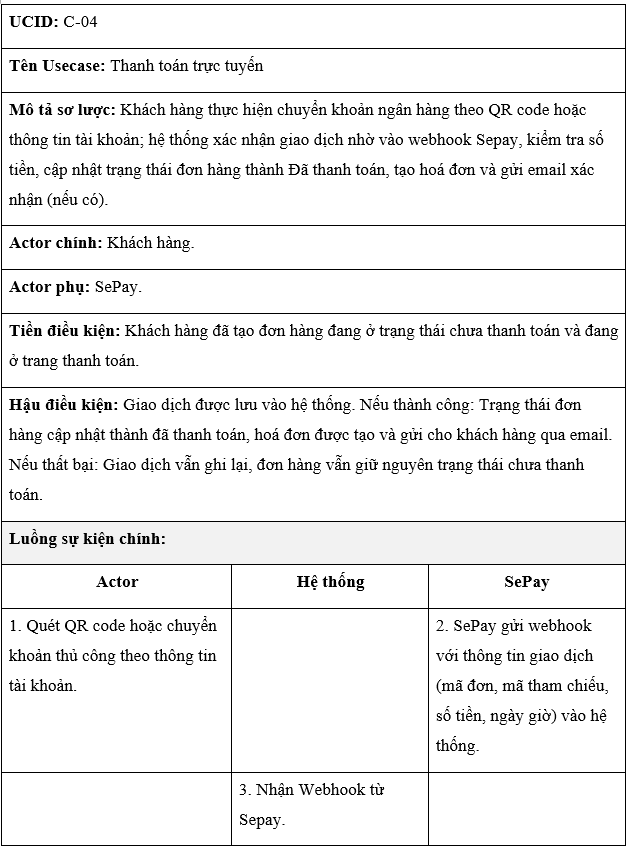 UCID: C-04
Tên Usecase: Thanh toán trực tuyến
Mô tả sơ lược: Khách hàng thực hiện chuyển khoản ngân hàng theo QR code hoặc
thông tin tài khoản; hệ thống xác nhận giao dịch nhờ vào webhook Sepay, kiểm tra số
tiền, cập nhật trạng thái đơn hàng thành Đã thanh toán, tạo hoá đơn và gửi email xác
nhận (nếu có).
Actor chính: Khách hàng.
Actor phụ: SePay.
Tiền điều kiện: Khách hàng đã tạo đơn hàng đang ở trạng thái chưa thanh toán và đang
ở trang thanh toán.
Hậu điều kiện: Giao dịch được lưu vào hệ thống. Nếu thành công: Trạng thái đơn
hàng cập nhật thành đã thanh toán, hoá đơn được tạo và gửi cho khách hàng qua email.
Nếu thất bại: Giao dịch vẫn ghi lại, đơn hàng vẫn giữ nguyên trạng thái chưa thanh
toán.
Luồng sự kiện chính:
Actor
Hệ thống
SePay
1. Quét QR code hoặc chuyển
khoản thủ công theo thông tin
tài khoản.
2. SePay gửi webhook
với thông tin giao dịch
(mã đơn, mã tham chiếu,
số tiền, ngày giờ) vào hệ
thống.
3. Nhận Webhook từ
Sepay.